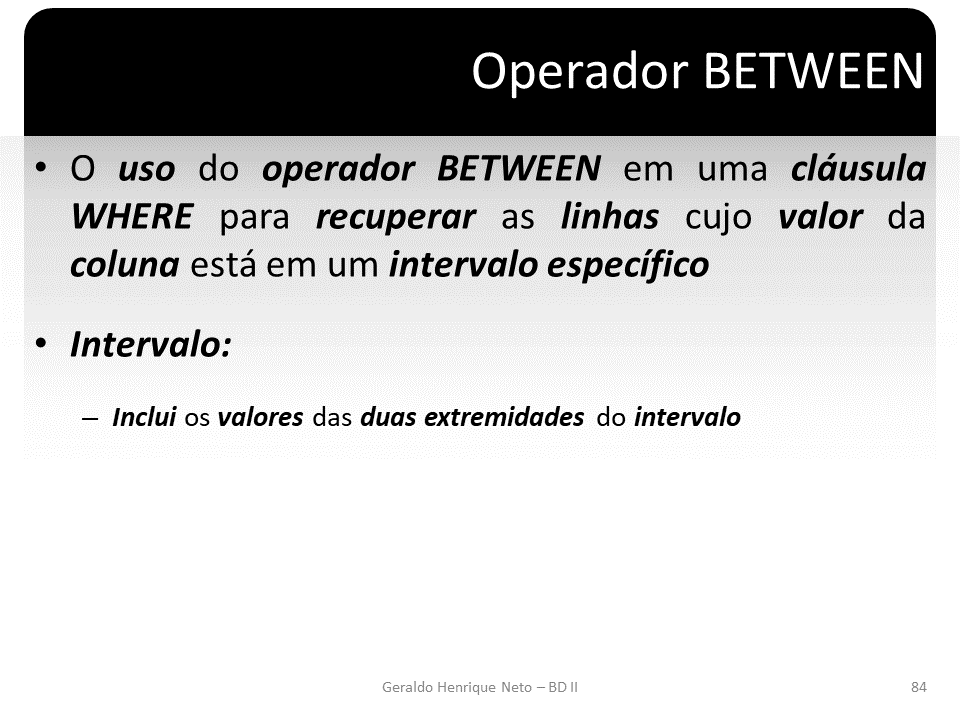 Operador BETWEEN
• O uso do operador BETWEEN em uma cláusula
WHERE para recuperar as linhas cujo valor da
coluna está em um intervalo específico
• Intervalo:
– Inclui os valores das duas extremidades do intervalo
Geraldo Henrique Neto – BD II
84